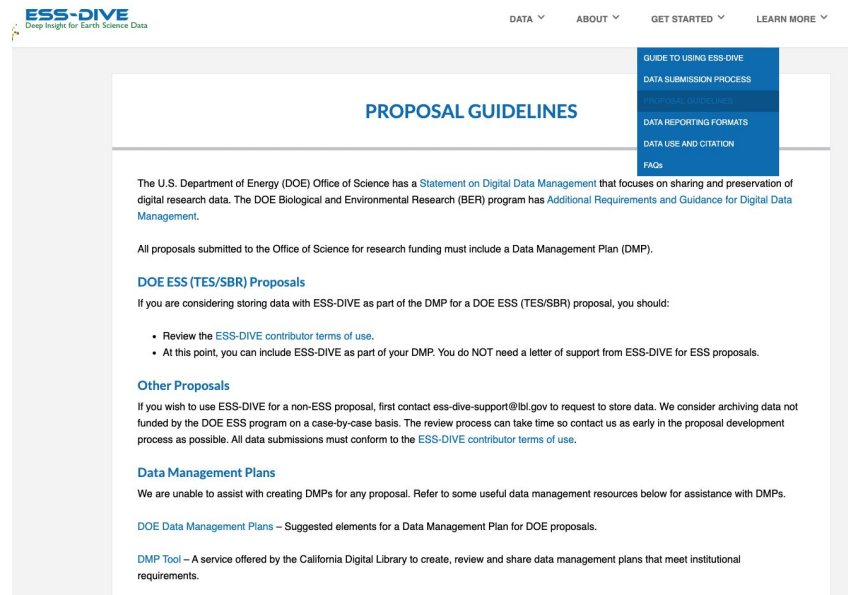 ESS-DIVE
Deep Insight for Earth Science Data
DATA
ABOUT
GET STARTED
LEARN MORE
GUIDE TO USING ESS-DIVE
DATA SUBMISSION PROCESS
PROPOSAL GUIDELINES
DATA REPORTING FORMATS
DATA USE AND CITATION
FAQs
PROPOSAL GUIDELINES
The U.S. Department of Energy (DOE) Office of Science has a Statement on Digital Data Management that focuses on sharing and preservation of
digital research data. The DOE Biological and Environmental Research (BER) program has Additional Requirements and Guidance for Digital Data
Management.
All proposals submitted to the Office of Science for research funding must include a Data Management Plan (DMP).
DOE ESS (TES/SBR) Proposals
If you are considering storing data with ESS-DIVE as part of the DMP for a DOE ESS (TES/SBR) proposal, you should:
• Review the ESS-DIVE contributor terms of use.
• At this point, you can include ESS-DIVE as part of your DMP. You do NOT need a letter of support from ESS-DIVE for ESS proposals.
Other Proposals
If you wish to use ESS-DIVE for a non-ESS proposal, first contact ess-dive-support@lbl.gov to request to store data. We consider archiving data not
funded by the DOE ESS program on a case-by-case basis. The review process can take time so contact us as early in the proposal development
process as possible. All data submissions must conform to the ESS-DIVE contributor terms of use.
Data Management Plans
We are unable to assist with creating DMPs for any proposal. Refer to some useful data management resources below for assistance with DMPs.
DOE Data Management Plans – Suggested elements for a Data Management Plan for DOE proposals.
DMP Tool – A service offered by the California Digital Library to create, review and share data management plans that meet institutional
requirements.